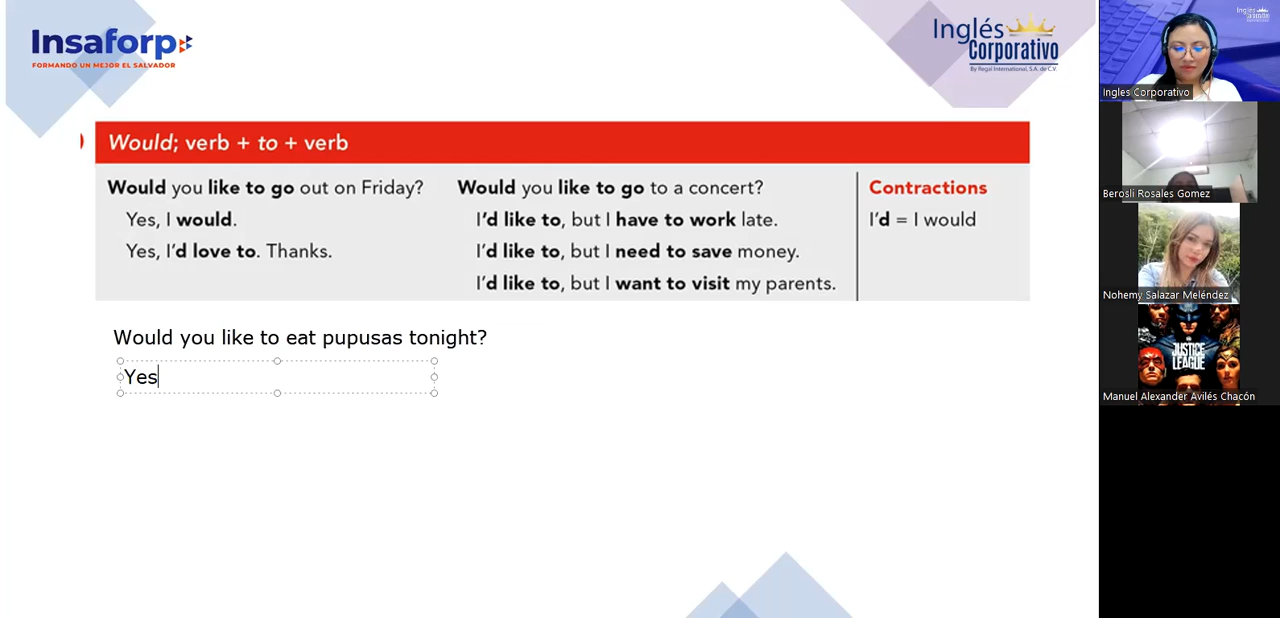 Insaforp
FORMANDO UN MEJOR EL SALVADOR
Inglés
Corporativo
By Regal International, S.A. de C.V.
Would; verb + to + verb
Would you like to go out on Friday?
Yes, I would.
Yes, I'd love to. Thanks.
Would you like to go to a concert?
I'd like to, but I have to work late.
I'd like to, but I need to save money.
I'd like to, but I want to visit my parents.
Contractions
I'd = I would
Would you like to eat pupusas tonight?
Yes
Inglés
Ingles Corporativo
Berosli Rosales Gomez
Nohemy Salazar Meléndez
JUSTICE
LEAGUE
Manuel Alexander Avilés Chacón